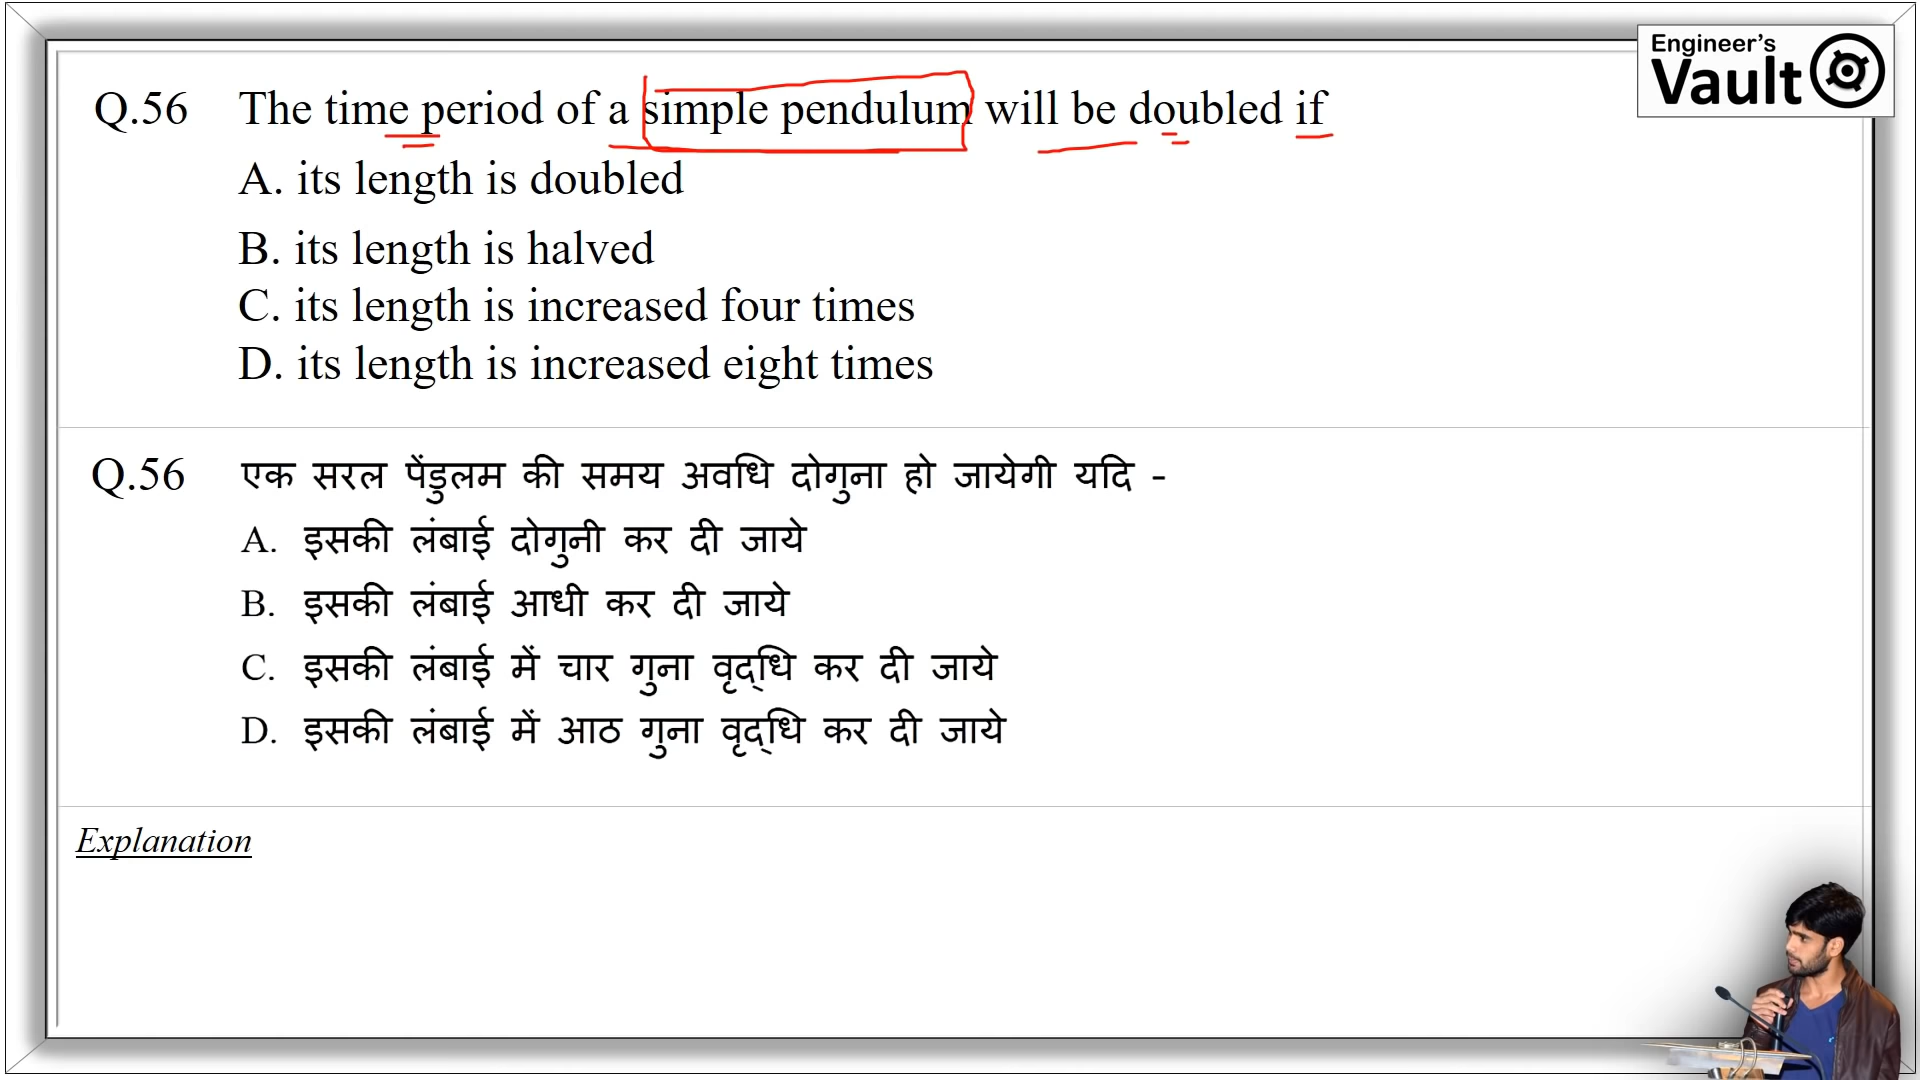 Engineer's
Vault
Q.56 The time period of a simple pendulum will be doubled if
A. its length is doubled
B. its length is halved
C. its length is increased four times
D. its length is increased eight times
Q.56 एक सरल पेंडुलम की समय अवधि दोगुना हो जायेगी यदि -
A. इसकी लंबाई दोगुनी कर दी जाये
B. इसकी लंबाई आधी कर दी जाये
C. इसकी लंबाई में चार गुना वृद्‌धि कर दी जाये
D. इसकी लंबाई में आठ गुना वृद्‌धि कर दी जाये
Explanation